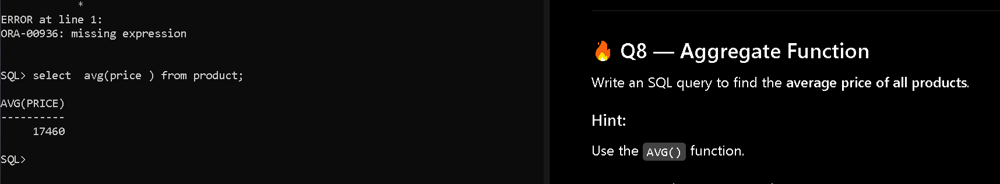 *
ERROR at line 1:
ORA-00936: missing expression
SQL> select  avg(price ) from product;
AVG(PRICE)
----------
     17460
SQL>
🔥 Q8 — Aggregate Function
Write an SQL query to find the average price of all products.
Hint:
Use the AVG() function.